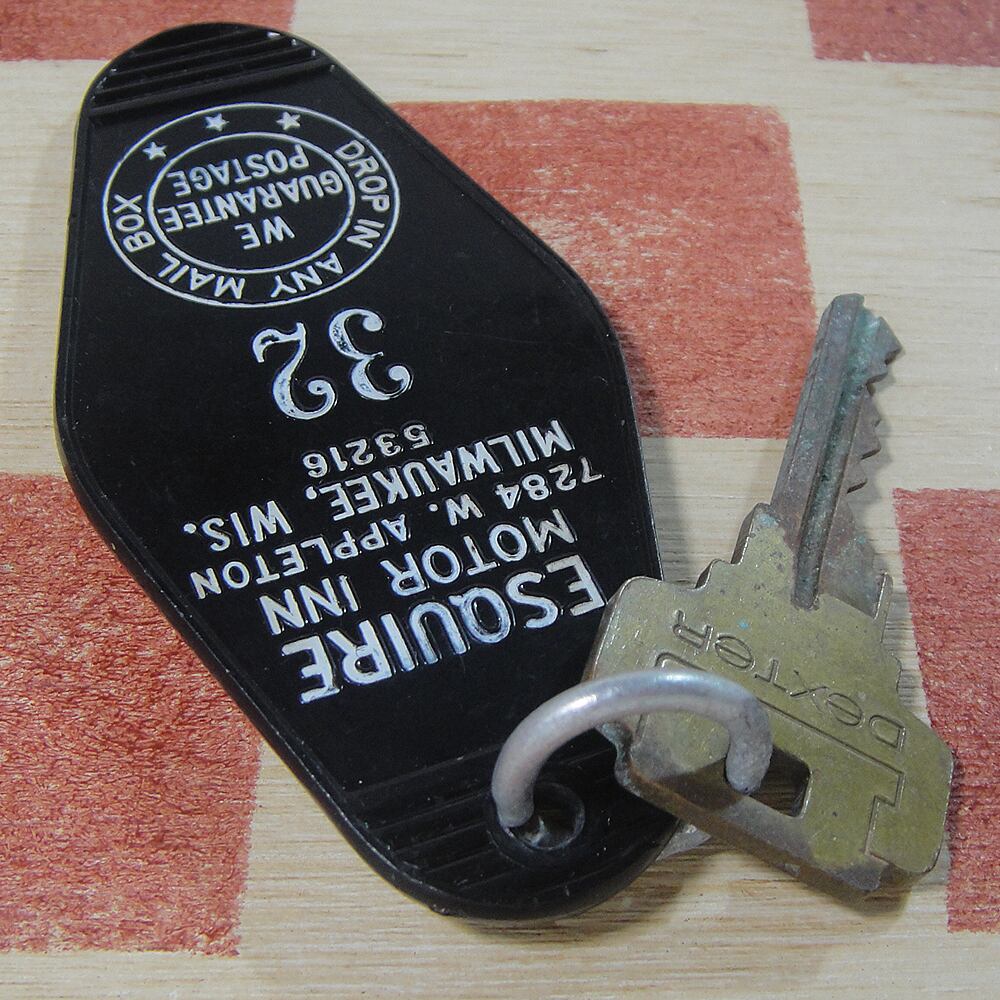 ESQUIRE
MOTOR INN
7284 W. APPLETON
MILWAUKEE, WIS.
53216
32
DROP IN ANY MAIL BOX
WE
GUARANTEE
POSTAGE
DEXTER